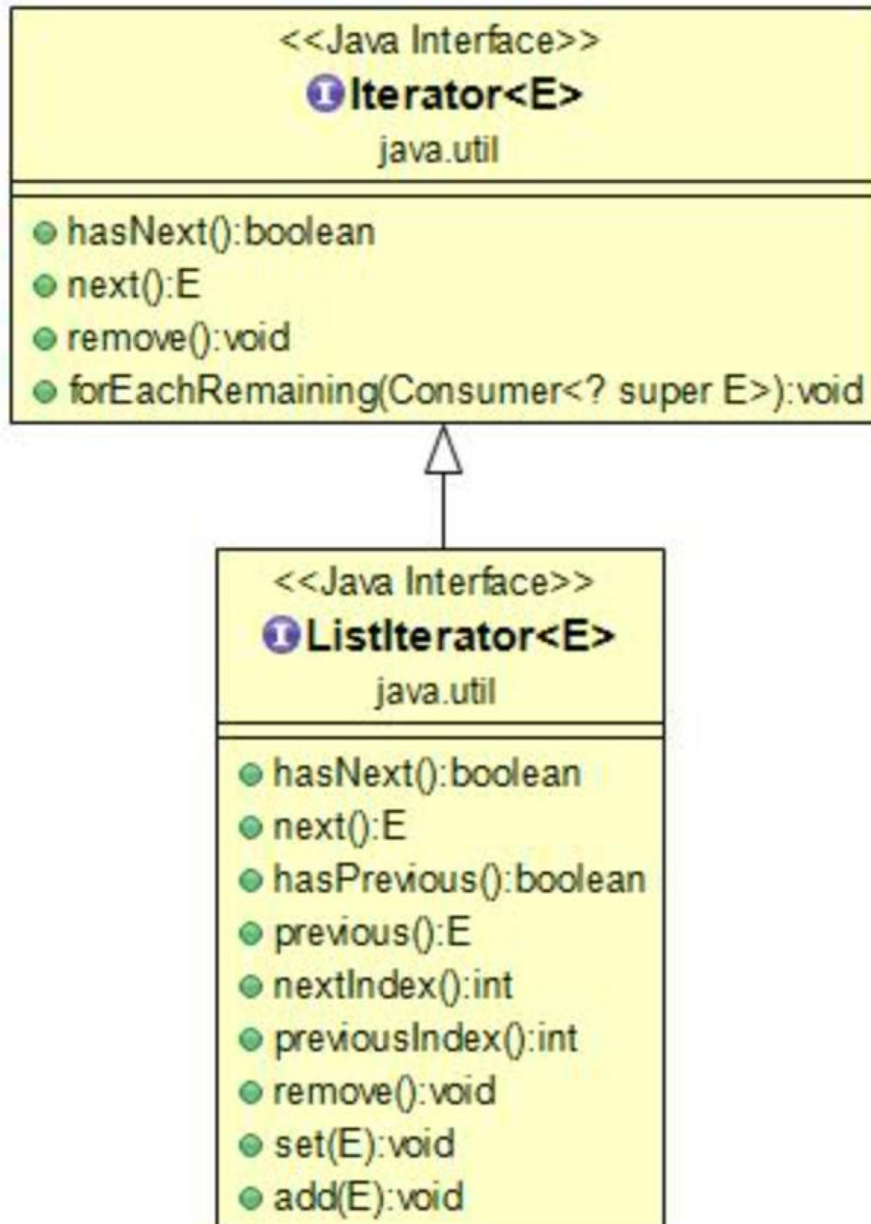 <<Java Interface>>
I Iterator<E>
java.util
hasNext():boolean
next():E
remove():void
forEachRemaining(Consumer<? super E>):void
<<Java Interface>>
I ListIterator<E>
java.util
hasNext():boolean
next():E
hasPrevious():boolean
previous():E
nextIndex():int
previousIndex():int
remove():void
set(E):void
add(E):void